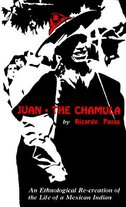 JUAN • THE CHAMULA
by Ricardo Pozas
An Ethnological Re-creation of
the Life of a Mexican Indian